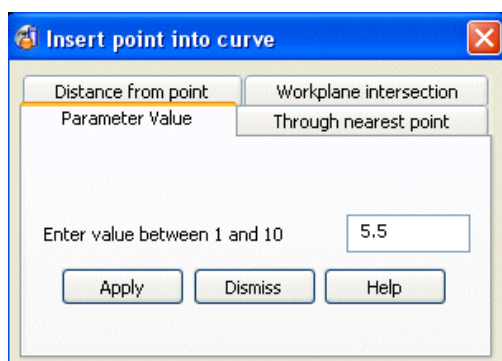 Insert point into curve
Distance from point Workplane intersection
Parameter Value Through nearest point
Enter value between 1 and 10 5.5
Apply Dismiss Help